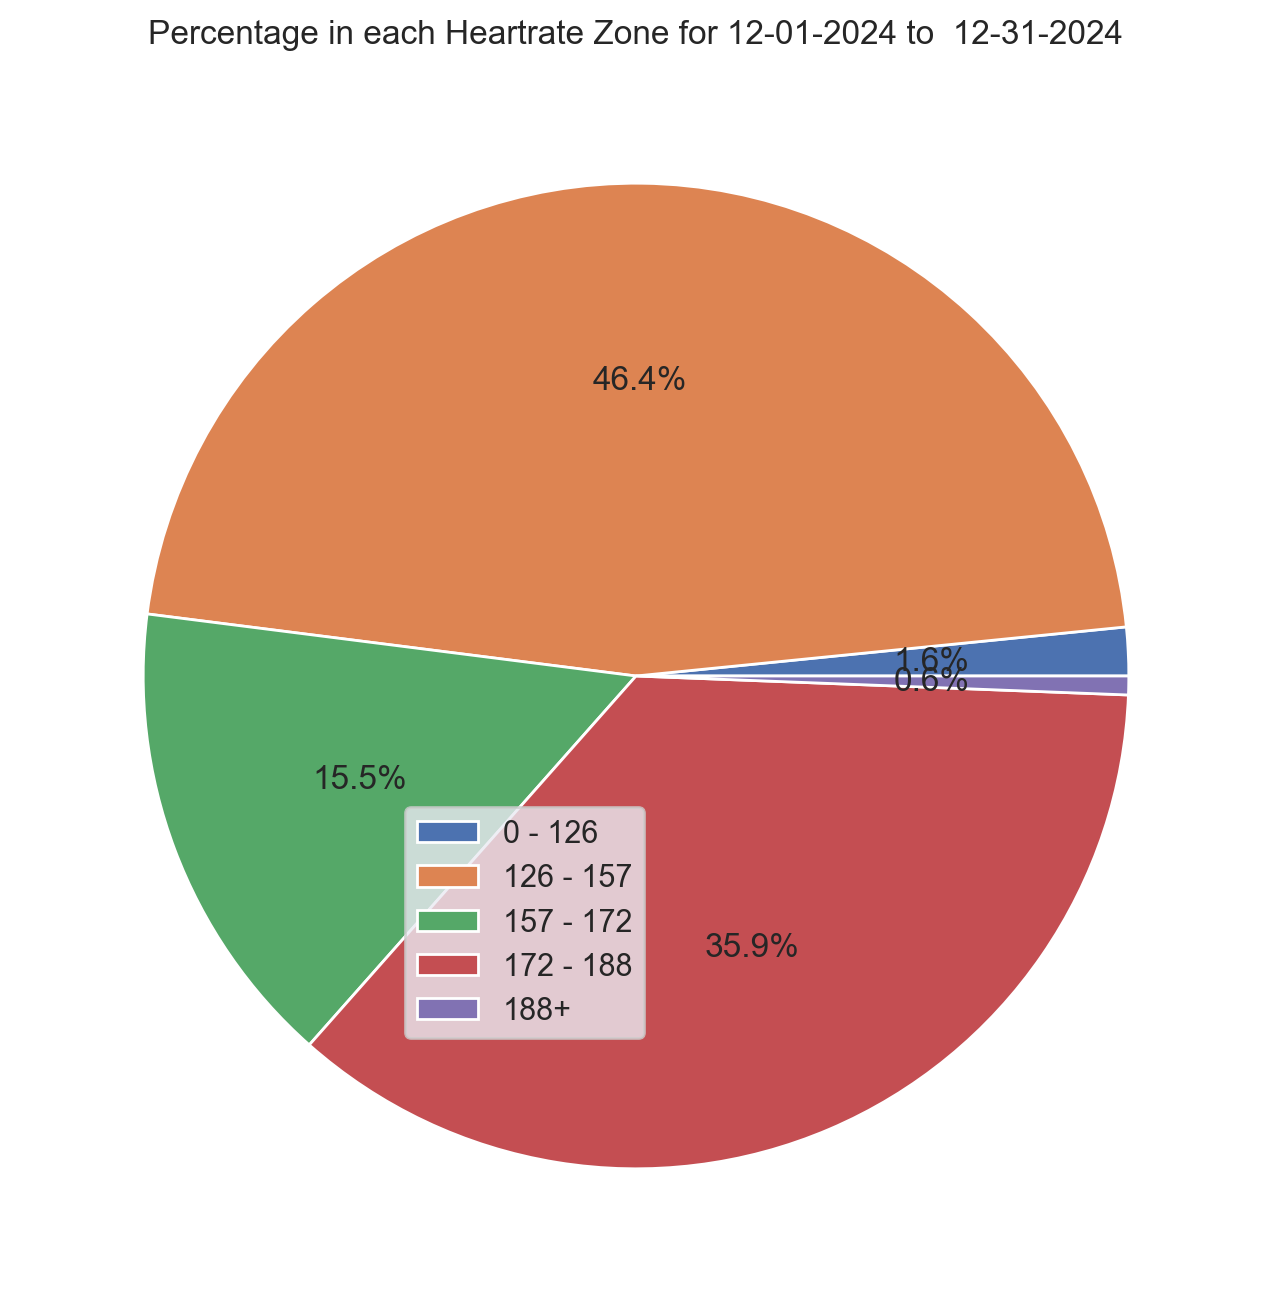 Percentage in each Heartrate Zone for 12-01-2024 to  12-31-2024
46.4%
1.6%
0.6%
15.5%
0 - 126
126 - 157
157 - 172
172 - 188
188+
35.9%